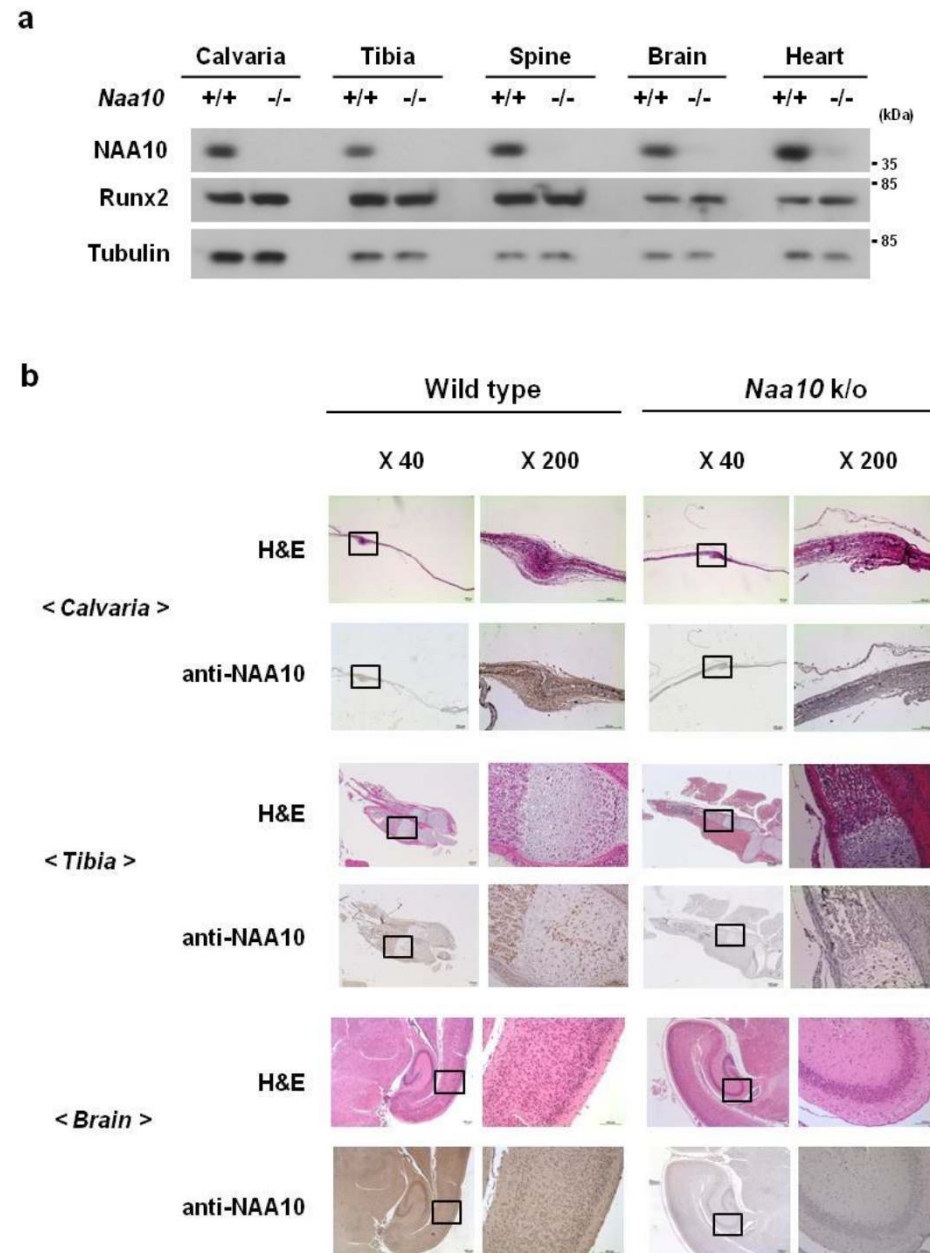 a
Calvaria Tibia Spine Brain Heart
Naa10 +/+ -/- +/+ -/- +/+ -/- +/+ -/- +/+ -/-
(kDa)
NAA10
35
85
Runx2
85
Tubulin
b
Wild type Naa10 k/o
X 40 X 200 X 40 X 200
H&E
< Calvaria >
anti-NAA10
H&E
< Tibia >
anti-NAA10
H&E
< Brain >
anti-NAA10